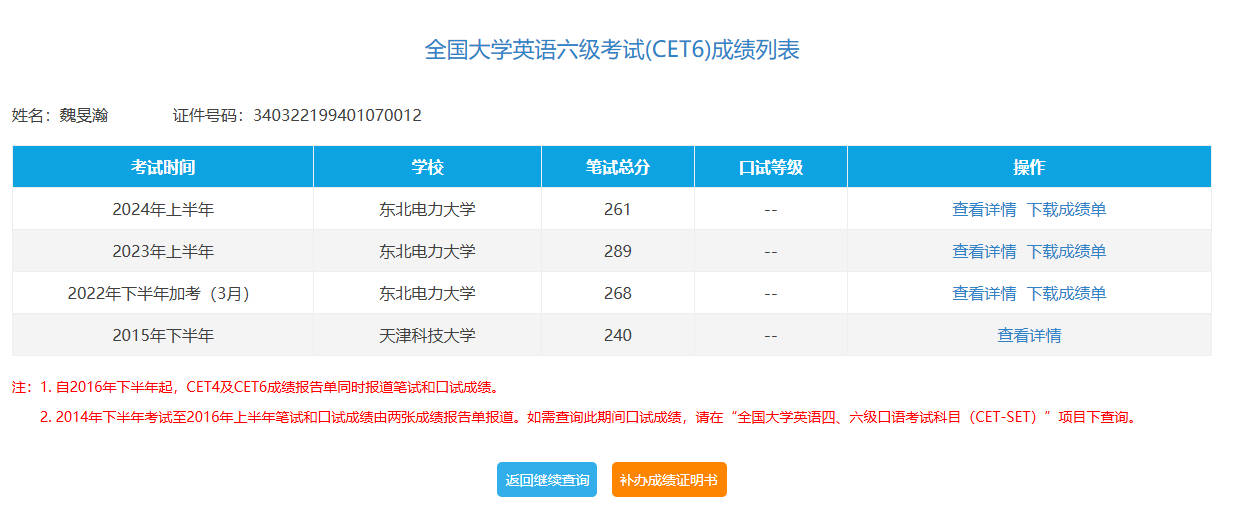 全国大学英语六级考试(CET6)成绩列表
姓名：魏旻瀚 证件号码：340322199401070012
考试时间 学校 笔试总分 口试等级 操作
2024年上半年 东北电力大学 261 -- 查看详情 下载成绩单
2023年上半年 东北电力大学 289 -- 查看详情 下载成绩单
2022年下半年加考（3月） 东北电力大学 268 -- 查看详情 下载成绩单
2015年下半年 天津科技大学 240 -- 查看详情
注：1. 自2016年下半年起，CET4及CET6成绩报告单同时报道笔试和口试成绩。
2. 2014年下半年考试至2016年上半年笔试和口试成绩由两张成绩报告单报道。如需查询此期间口试成绩，请在“全国大学英语四、六级口语考试科目（CET-SET）”项目下查询。
返回继续查询 补办成绩证明书